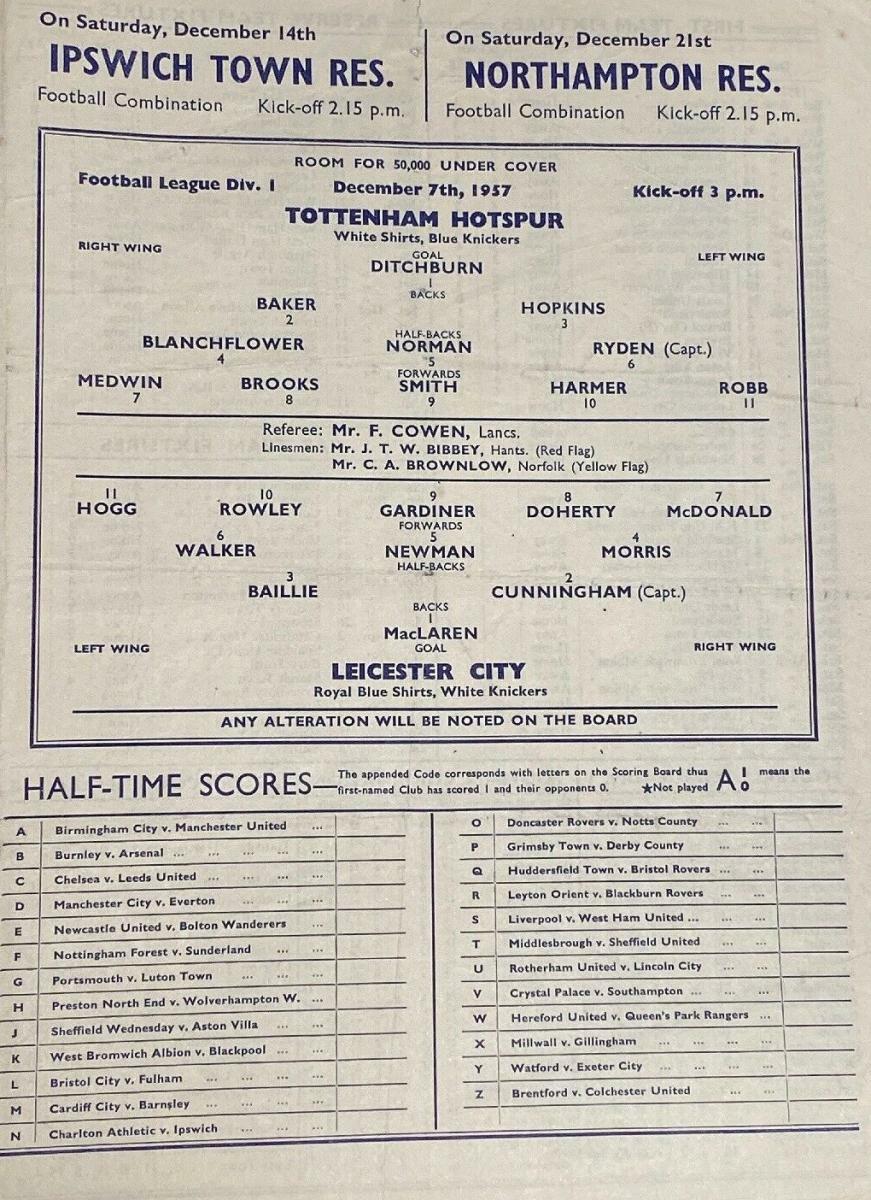 On Saturday, December 14th
IPSWICH TOWN RES.
Football Combination Kick-off 2.15 p.m.
On Saturday, December 21st
NORTHAMPTON RES.
Football Combination Kick-off 2.15 p.m.
ROOM FOR 50,000 UNDER COVER
Football League Div. 1 December 7th, 1957 Kick-off 3 p.m.
TOTTENHAM HOTSPUR
White Shirts, Blue Knickers
RIGHT WING LEFT WING
GOAL
DITCHBURN
1
BACKS
BAKER HOPKINS
2 3
HALF-BACKS
BLANCHFLOWER NORMAN RYDEN (Capt.)
4 5 6
FORWARDS
MEDWIN BROOKS SMITH HARMER ROBB
7 8 9 10 11
Referee: Mr. F. COWEN, Lancs.
Linesmen: Mr. J. T. W. BIBBEY, Hants. (Red Flag)
Mr. C. A. BROWNLOW, Norfolk (Yellow Flag)
11 10 9 8 7
HOGG ROWLEY GARDINER DOHERTY McDONALD
FORWARDS
6 5 4
WALKER NEWMAN MORRIS
HALF-BACKS
3 2
BAILLIE CUNNINGHAM (Capt.)
BACKS
1
MacLAREN
GOAL
LEFT WING RIGHT WING
LEICESTER CITY
Royal Blue Shirts, White Knickers
ANY ALTERATION WILL BE NOTED ON THE BOARD
HALF-TIME SCORES—The appended Code corresponds with letters on the Scoring Board thus A 1 0 means the
first-named Club has scored 1 and their opponents 0. ★Not played
A Birmingham City v. Manchester United ...
B Burnley v. Arsenal ... ... ... ... ...
C Chelsea v. Leeds United ... ... ... ...
D Manchester City v. Everton ... ... ...
E Newcastle United v. Bolton Wanderers ...
F Nottingham Forest v. Sunderland ... ...
G Portsmouth v. Luton Town ... ... ...
H Preston North End v. Wolverhampton W. ...
J Sheffield Wednesday v. Aston Villa ... ...
K West Bromwich Albion v. Blackpool ... ...
L Bristol City v. Fulham ... ... ... ...
M Cardiff City v. Barnsley ... ... ... ...
N Charlton Athletic v. Ipswich ... ... ...
O Doncaster Rovers v. Notts County ... ...
P Grimsby Town v. Derby County ... ...
Q Huddersfield Town v. Bristol Rovers ... ...
R Leyton Orient v. Blackburn Rovers ... ...
S Liverpool v. West Ham United ... ... ...
T Middlesbrough v. Sheffield United ... ...
U Rotherham United v. Lincoln City ... ...
V Crystal Palace v. Southampton ... ... ...
W Hereford United v. Queen's Park Rangers ...
X Millwall v. Gillingham ... ... ... ...
Y Watford v. Exeter City ... ... ... ...
Z Brentford v. Colchester United ... ...